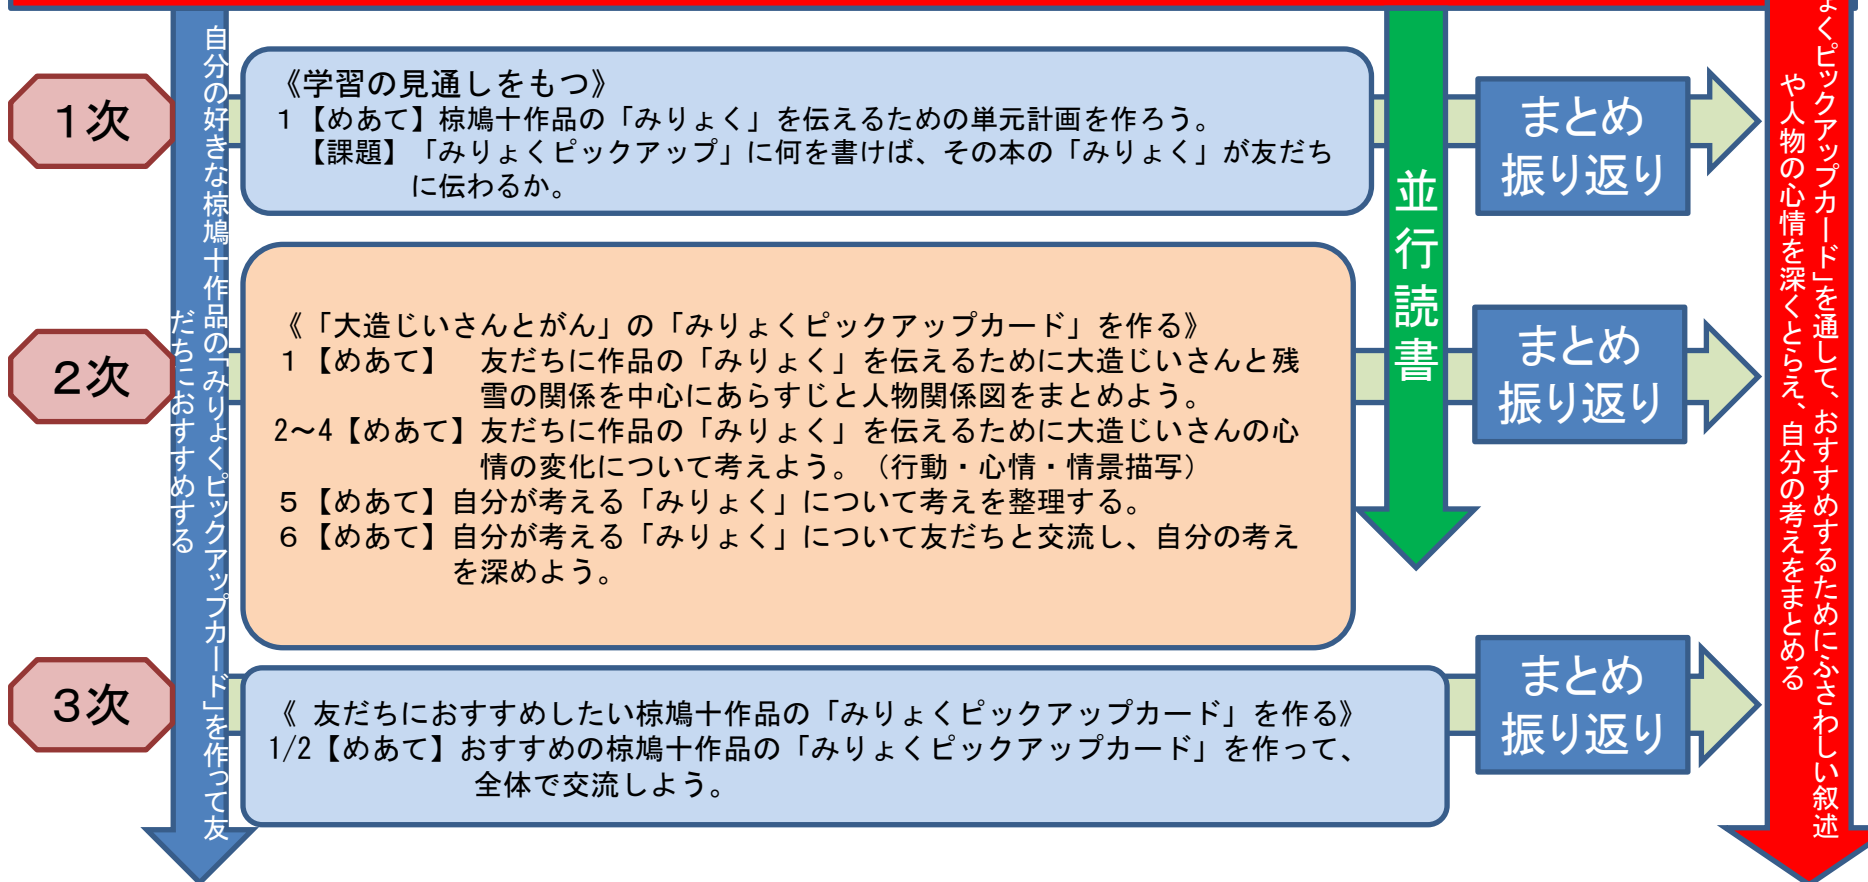 自分の好きな椋鳩十作品の「みりょくピックアップカード」を作って友
だちにおすすめする
1次
《学習の見通しをもつ》
1【めあて】椋鳩十作品の「みりょく」を伝えるための単元計画を作ろう。
【課題】「みりょくピックアップ」に何を書けば、その本の「みりょく」が友だち
に伝わるか。
まとめ
振り返り
並行読書
2次
《「大造じいさんとがん」の「みりょくピックアップカード」を作る》
1【めあて】　友だちに作品の「みりょく」を伝えるために大造じいさんと残
雪の関係を中心にあらすじと人物関係図をまとめよう。
2～4【めあて】友だちに作品の「みりょく」を伝えるために大造じいさんの心
情の変化について考えよう。（行動・心情・情景描写）
5【めあて】自分が考える「みりょく」について考えを整理する。
6【めあて】自分が考える「みりょく」について友だちと交流し、自分の考え
を深めよう。
まとめ
振り返り
3次
《 友だちにおすすめしたい椋鳩十作品の「みりょくピックアップカード」を作る》
1/2【めあて】おすすめの椋鳩十作品の「みりょくピックアップカード」を作って、
全体で交流しよう。
まとめ
振り返り
よくピックアップカード」を通して、おすすめするためにふさわしい叙述
や人物の心情を深くとらえ、自分の考えをまとめる